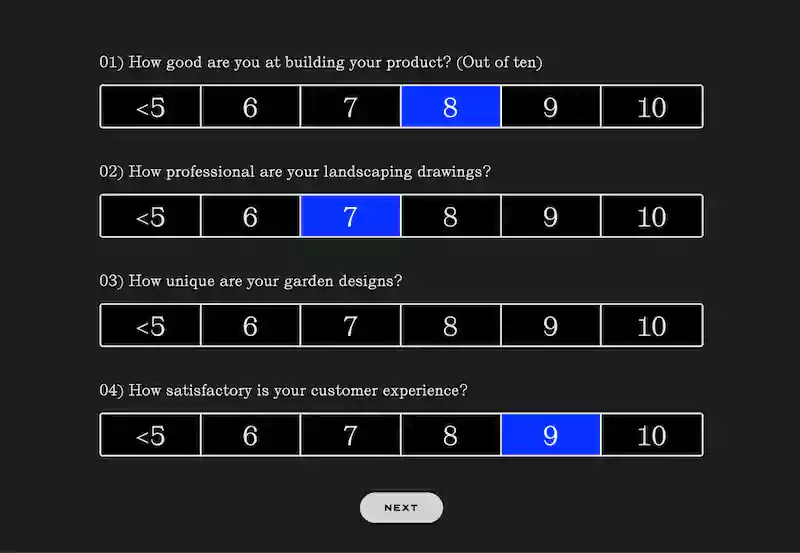 01) How good are you at building your product? (Out of ten)
<5 6 7 8 9 10
02) How professional are your landscaping drawings?
<5 6 7 8 9 10
03) How unique are your garden designs?
<5 6 7 8 9 10
04) How satisfactory is your customer experience?
<5 6 7 8 9 10
NEXT